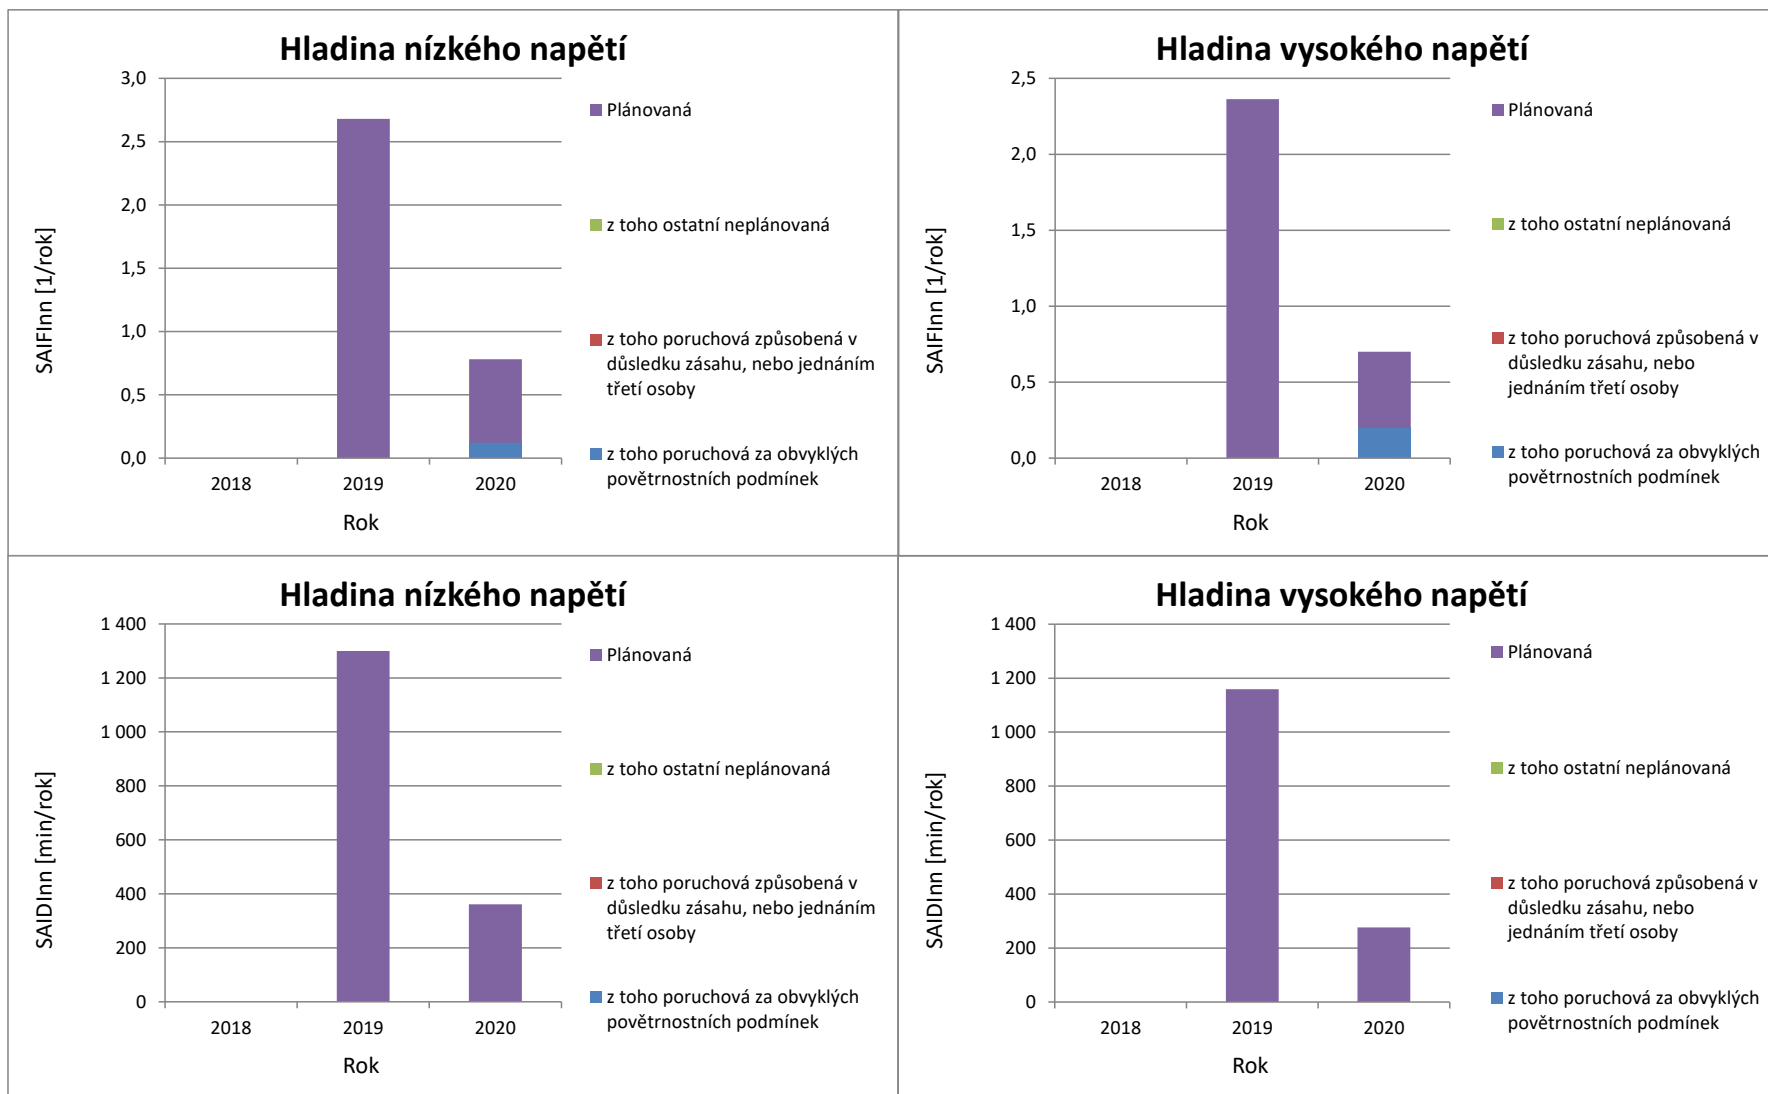 Hladina nízkého napětí
3,0
2,5
2,0
1,5
1,0
0,5
0,0
SAIFInn [1/rok]
2018 2019 2020
Rok
Plánovaná
z toho ostatní neplánovaná
z toho poruchová způsobená v
důsledku zásahu, nebo jednáním
třetí osoby
z toho poruchová za obvyklých
povětrnostních podmínek
Hladina vysokého napětí
2,5
2,0
1,5
1,0
0,5
0,0
SAIFInn [1/rok]
2018 2019 2020
Rok
Plánovaná
z toho ostatní neplánovaná
z toho poruchová způsobená v
důsledku zásahu, nebo
jednáním třetí osoby
z toho poruchová za obvyklých
povětrnostních podmínek
Hladina nízkého napětí
1 400
1 200
1 000
800
600
400
200
0
SAIDInn [min/rok]
2018 2019 2020
Rok
Plánovaná
z toho ostatní neplánovaná
z toho poruchová způsobená v
důsledku zásahu, nebo jednáním
třetí osoby
z toho poruchová za obvyklých
povětrnostních podmínek
Hladina vysokého napětí
1 400
1 200
1 000
800
600
400
200
0
SAIDInn [min/rok]
2018 2019 2020
Rok
Plánovaná
z toho ostatní neplánovaná
z toho poruchová způsobená v
důsledku zásahu, nebo
jednáním třetí osoby
z toho poruchová za obvyklých
povětrnostních podmínek